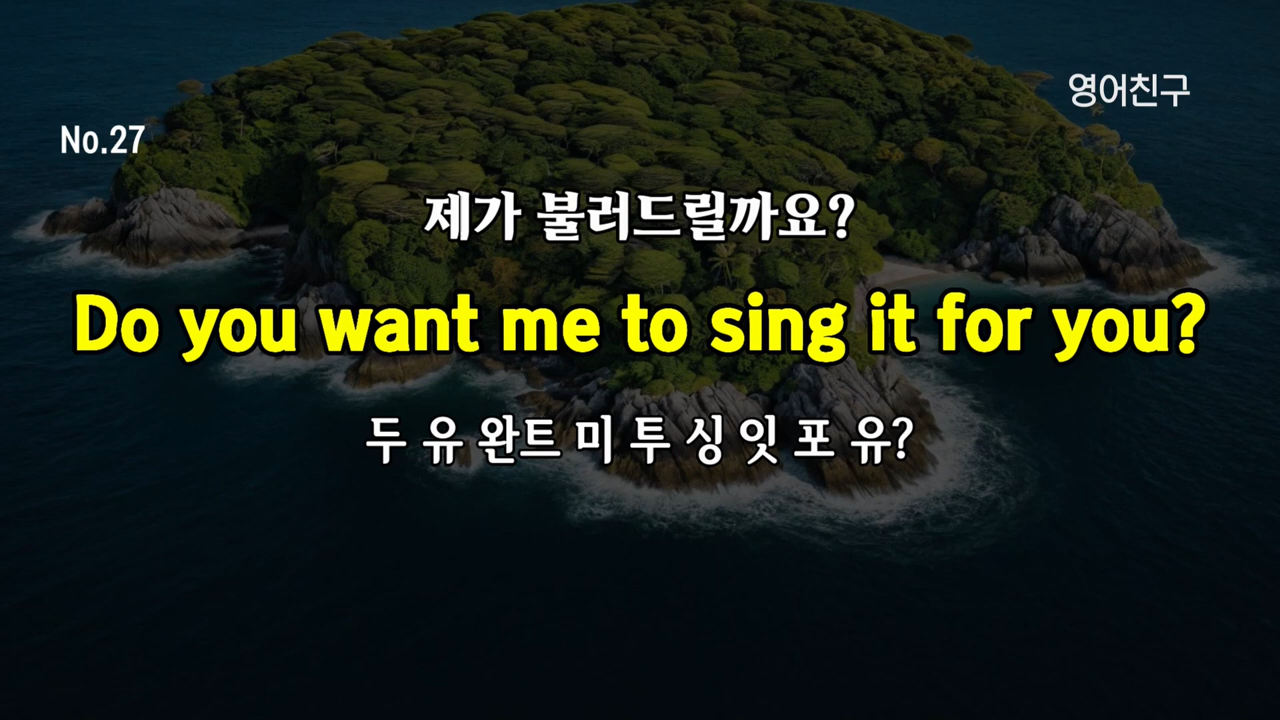 영어친구
No.27
제가 불러드릴까요?
Do you want me to sing it for you?
두 유 완트 미 투 싱 잇 포 유?